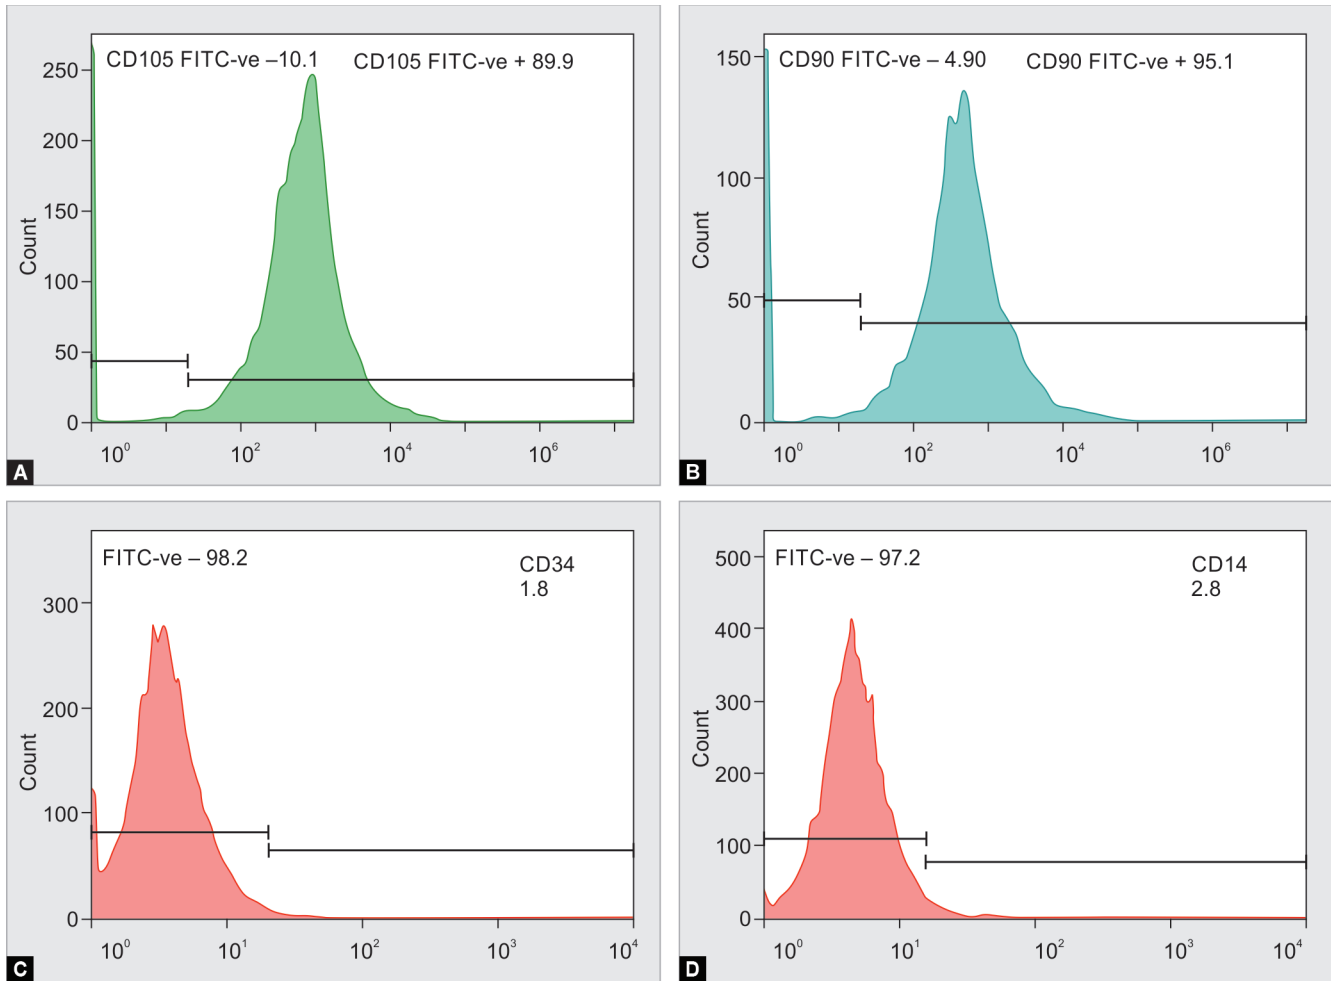 CD105 FITC-ve –10.1 CD105 FITC-ve + 89.9
250
200
150
100
50
0
Count
10⁰ 10² 10⁴ 10⁶
A
CD90 FITC-ve – 4.90 CD90 FITC-ve + 95.1
150
100
50
0
Count
10⁰ 10² 10⁴ 10⁶
B
FITC-ve – 98.2 CD34
1.8
300
200
100
0
Count
10⁰ 10¹ 10² 10³ 10⁴
C
FITC-ve – 97.2 CD14
2.8
500
400
300
200
100
0
Count
10⁰ 10¹ 10² 10³ 10⁴
D